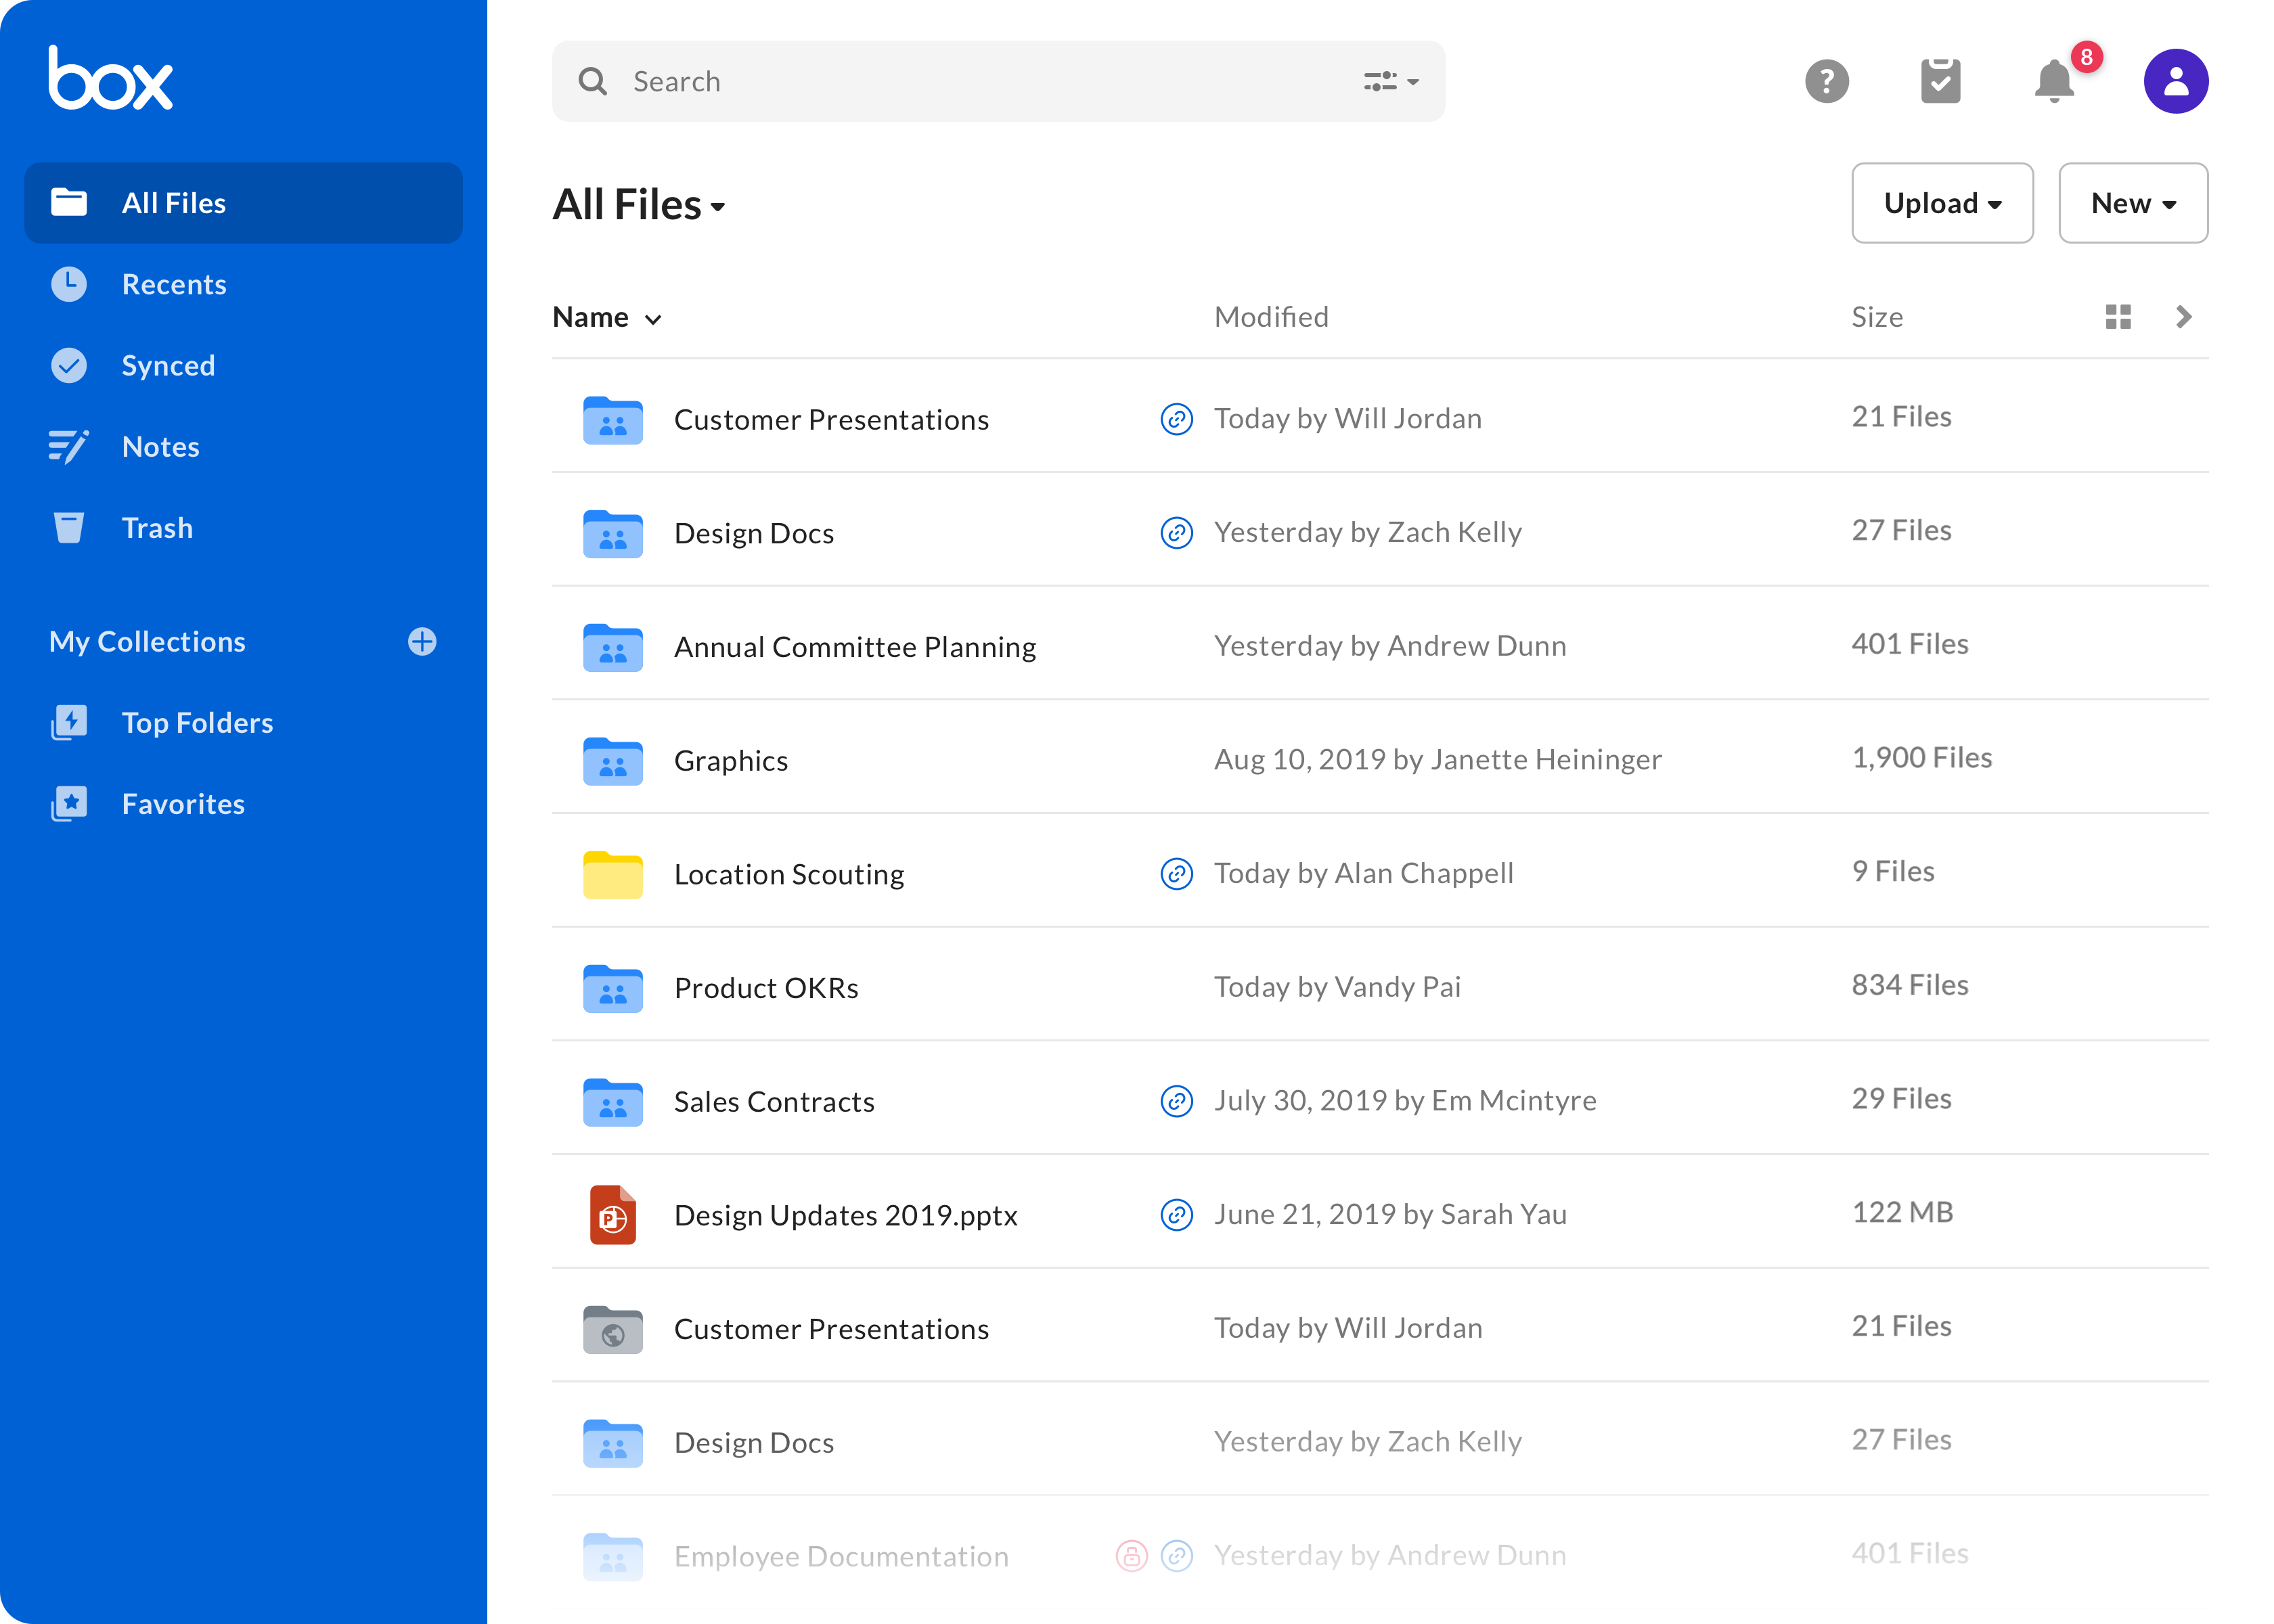 box
Search
8
All Files
All Files
Upload
New
Recents
Name
Modified
Size
Synced
Customer Presentations
Today by Will Jordan
21 Files
Notes
Design Docs
Yesterday by Zach Kelly
27 Files
Trash
My Collections
Annual Committee Planning
Yesterday by Andrew Dunn
401 Files
Top Folders
Graphics
Aug 10, 2019 by Janette Heininger
1,900 Files
Favorites
Location Scouting
Today by Alan Chappell
9 Files
Product OKRs
Today by Vandy Pai
834 Files
Sales Contracts
July 30, 2019 by Em Mcintyre
29 Files
P
Design Updates 2019.pptx
June 21, 2019 by Sarah Yau
122 MB
Customer Presentations
Today by Will Jordan
21 Files
Design Docs
Yesterday by Zach Kelly
27 Files
Employee Documentation
Yesterday by Andrew Dunn
401 Files